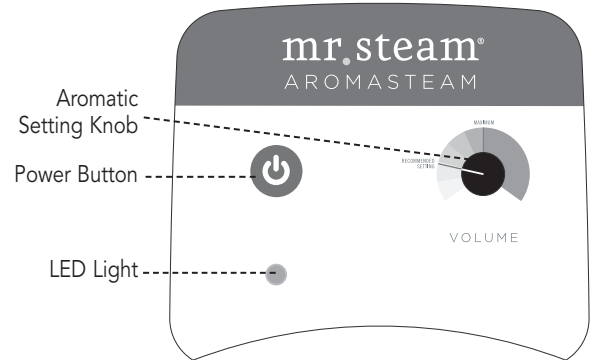 mr.steam®
AROMASTEAM
Aromatic
Setting Knob
MAXIMUM
RECOMMENDED
SETTING
Power Button
VOLUME
LED Light